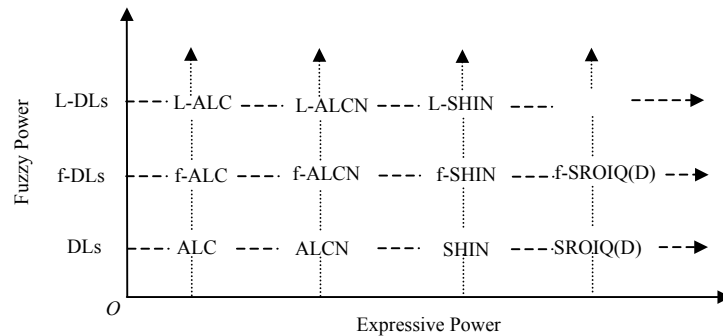 L-DLs L-ALC L-ALCN L-SHIN
Fuzzy Power
f-DLs f-ALC f-ALCN f-SHIN f-SROIQ(D)
DLs ALC ALCN SHIN SROIQ(D)
O
Expressive Power